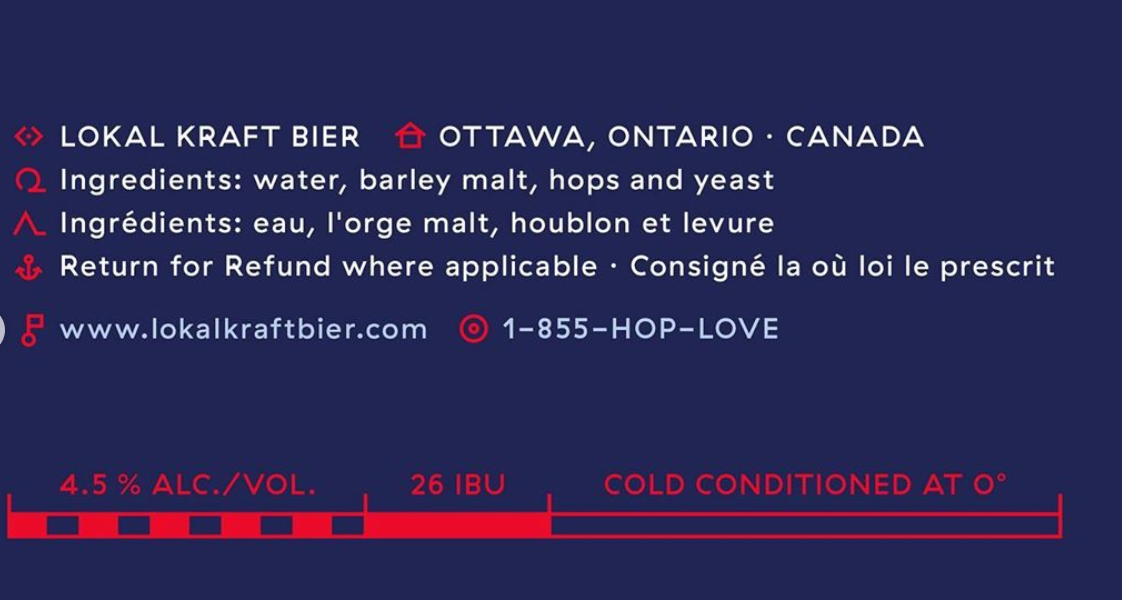 LOKAL KRAFT BIER OTTAWA, ONTARIO · CANADA
Ingredients: water, barley malt, hops and yeast
Ingrédients: eau, l'orge malt, houblon et levure
Return for Refund where applicable · Consigné la où loi le prescrit
www.lokalkraftbier.com 1-855-HOP-LOVE
4.5 % ALC./VOL. 26 IBU COLD CONDITIONED AT 0°